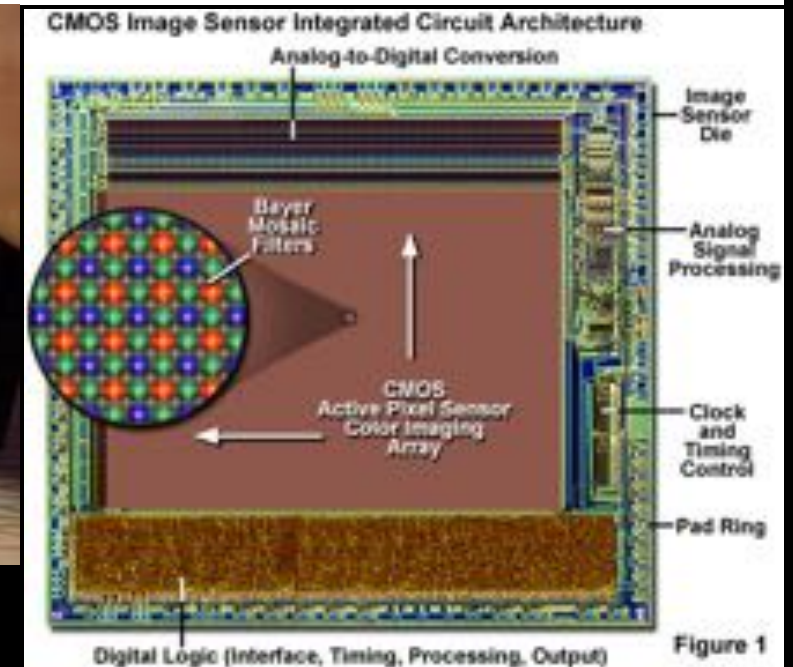 CMOS Image Sensor Integrated Circuit Architecture
Analog-to-Digital Conversion
Image
Sensor
Die
Bayer
Mosaic
Filters
Analog
Signal
Processing
CMOS
Active Pixel Sensor
Color Imaging
Array
Clock
and
Timing
Control
Pad Ring
Digital Logic (Interface, Timing, Processing, Output)
Figure 1